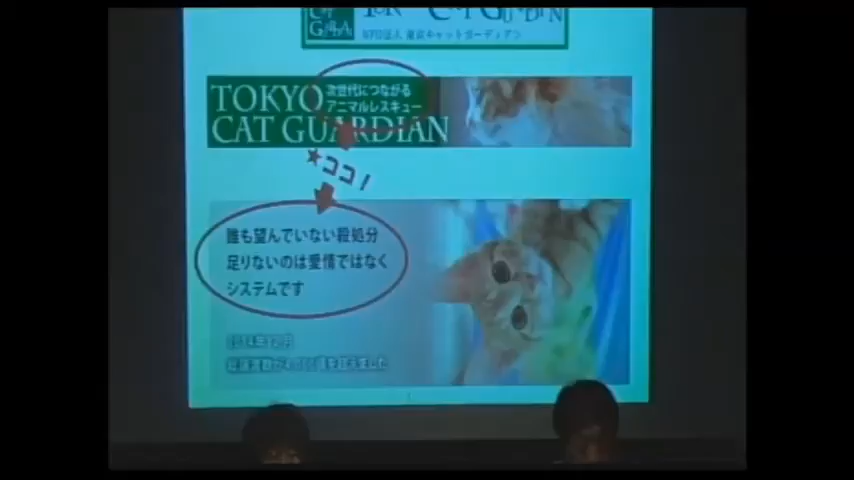 NPO法人 東京キャットガーディアン
TOKYO
次世代につながる
アニマルレスキュー
CAT GUARDIAN
★ココ！
誰も望んでいない殺処分
足りないのは愛情ではなく
システムです